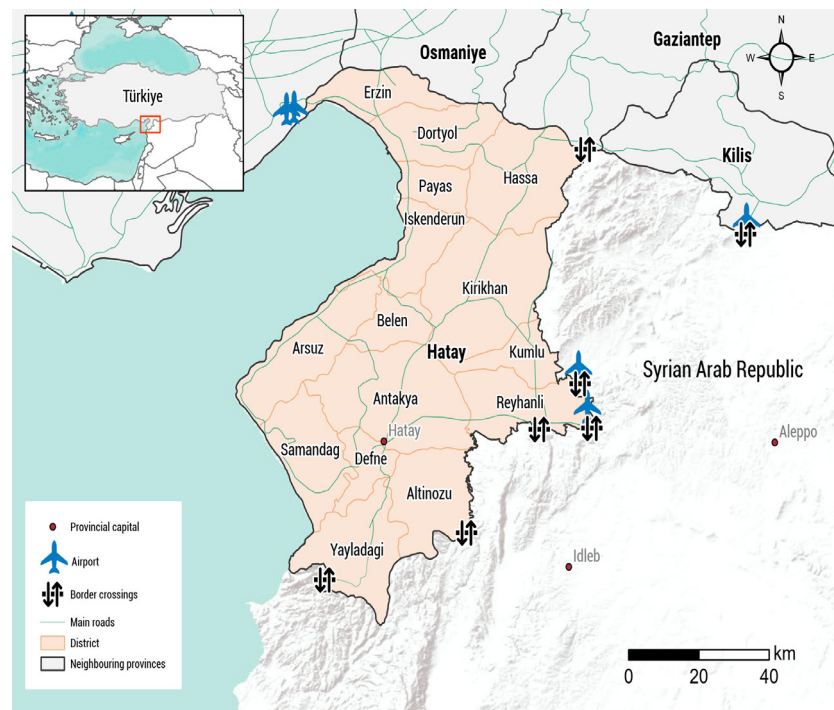 Türkiye
Osmaniye
Gaziantep
N
W
E
S
Erzin
Dortyol
Kilis
Payas
Hassa
Iskenderun
Kirikhan
Belen
Arsuz
Hatay
Kumlu
Syrian Arab Republic
Antakya
Reyhanli
Hatay
Aleppo
Samandag
Defne
Altinozu
Yayladagi
Idleb
Provincial capital
Airport
Border crossings
Main roads
District
Neighbouring provinces
km
0 20 40